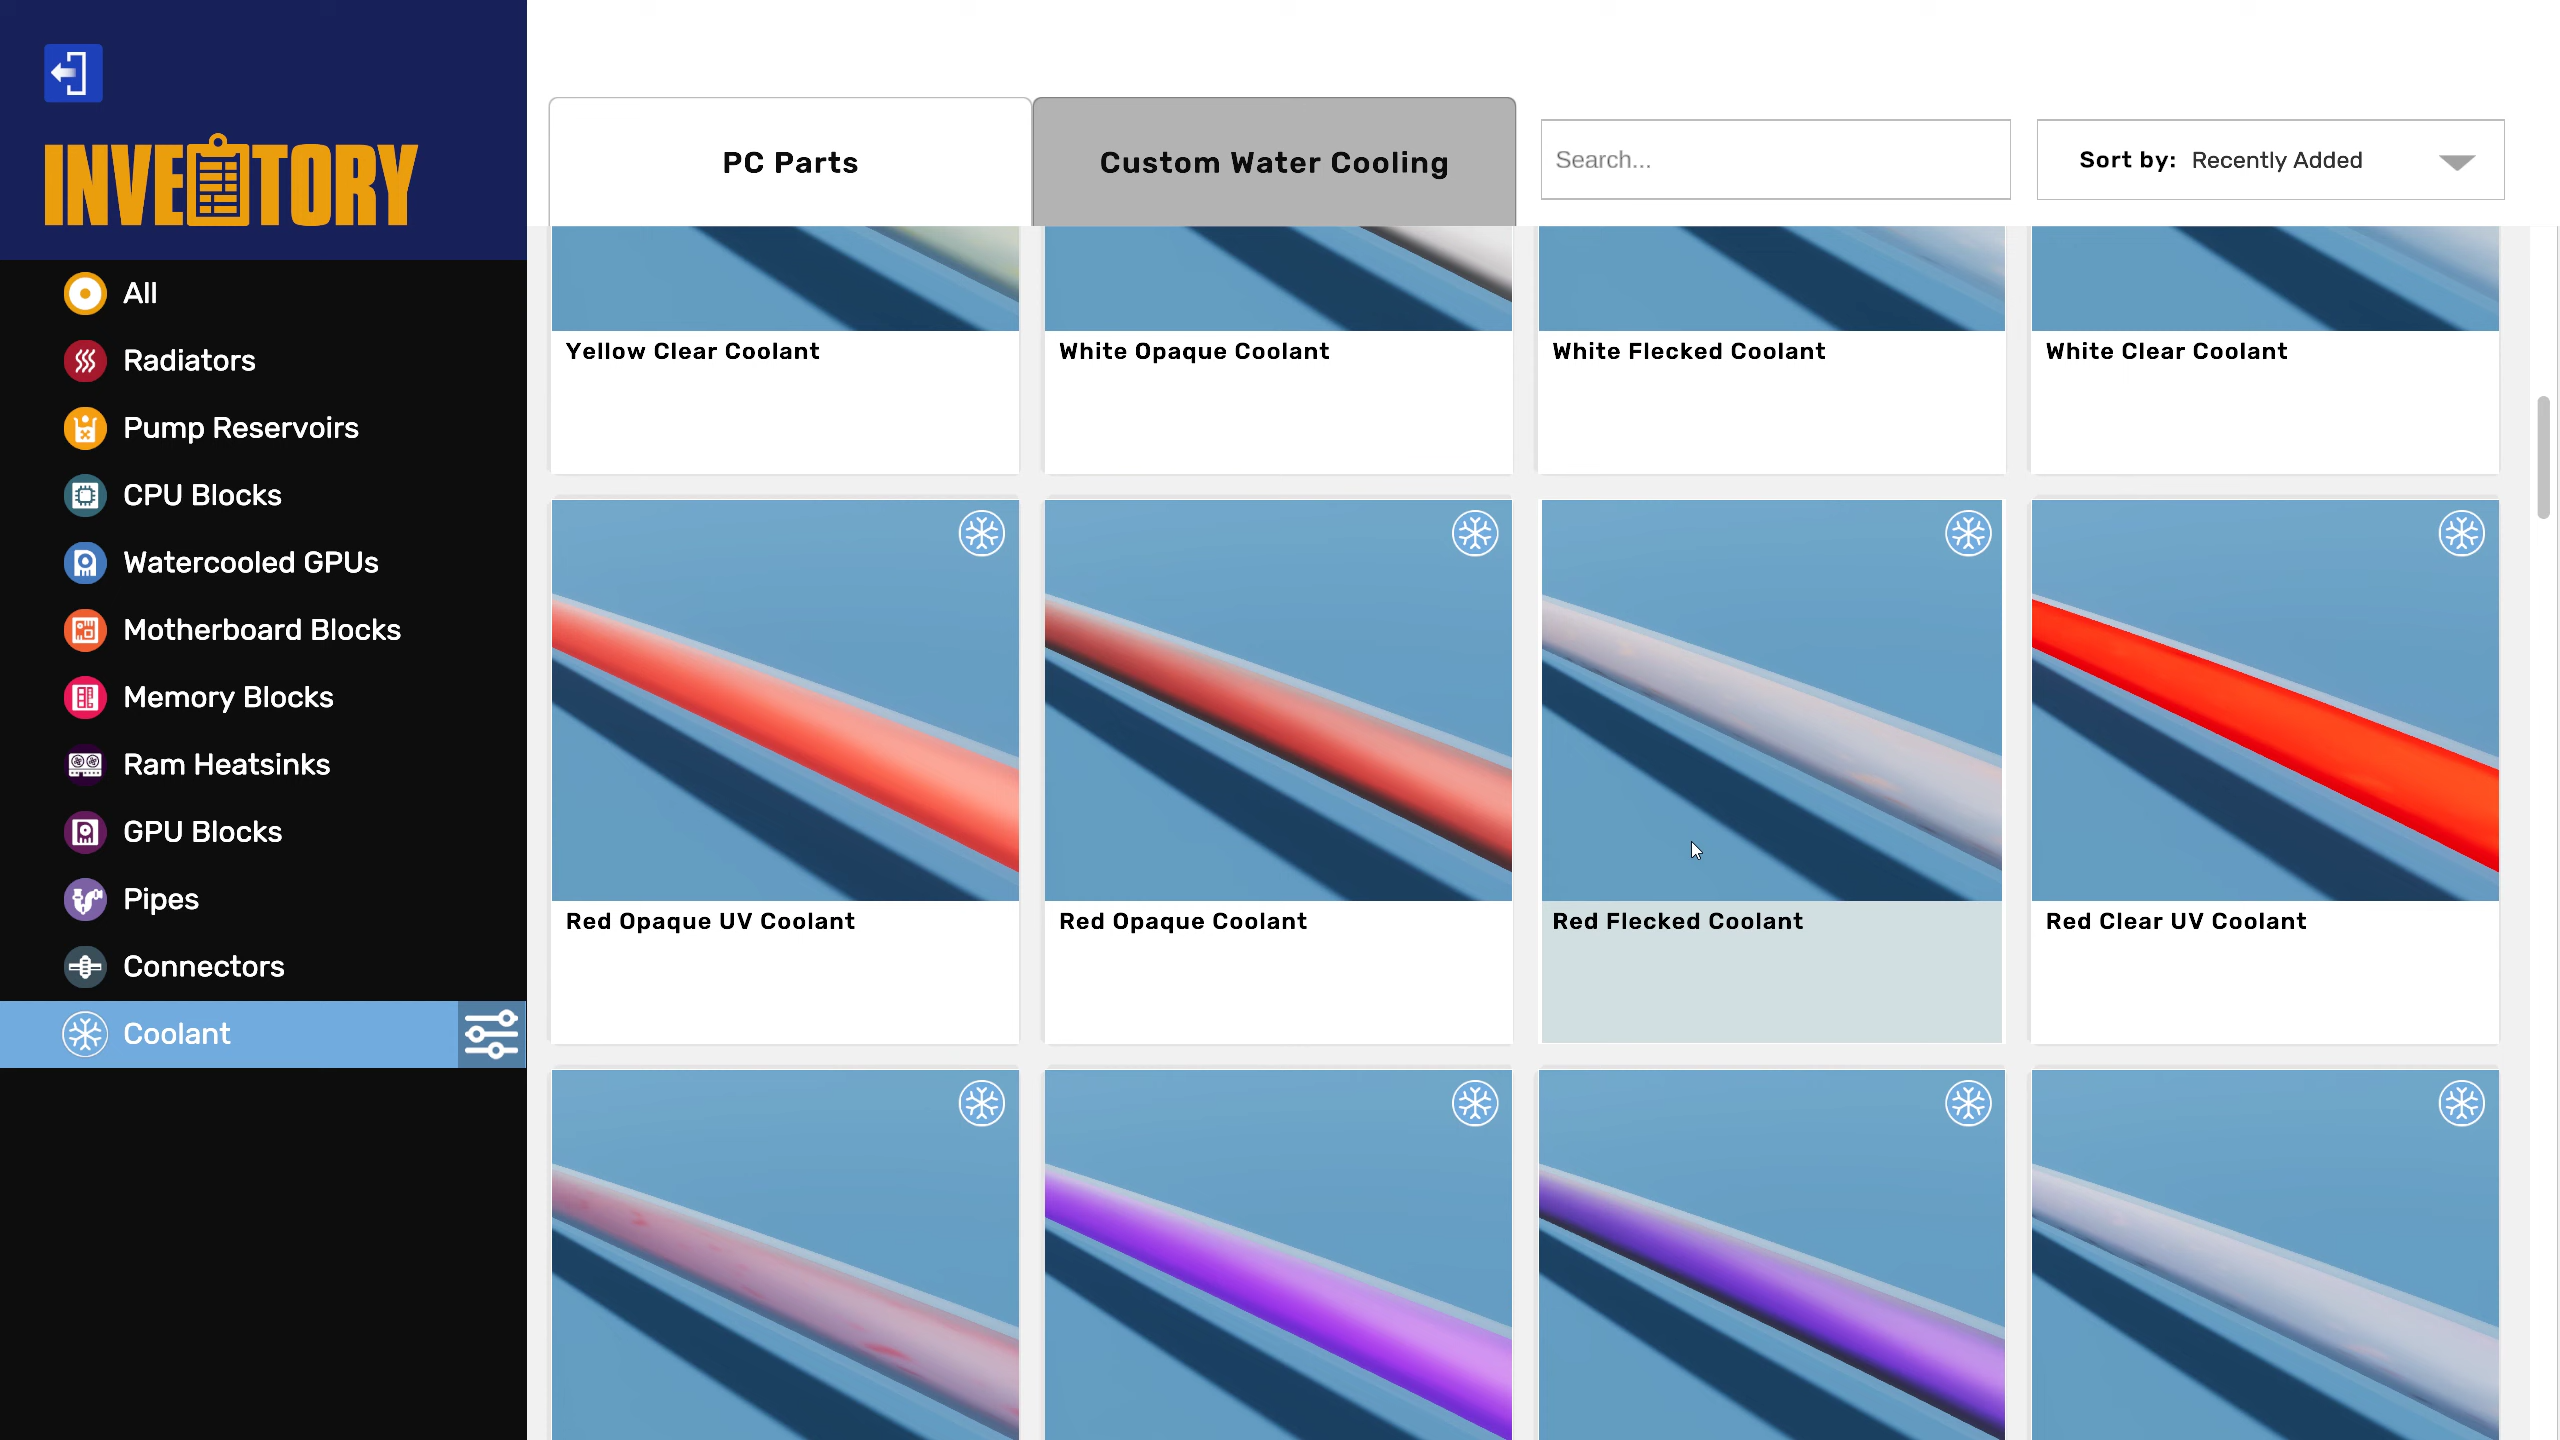 INVENTORY
All
Radiators
Pump Reservoirs
CPU Blocks
Watercooled GPUs
Motherboard Blocks
Memory Blocks
Ram Heatsinks
GPU Blocks
Pipes
Connectors
Coolant
PC Parts
Custom Water Cooling
Search...
Sort by: Recently Added
Yellow Clear Coolant
White Opaque Coolant
White Flecked Coolant
White Clear Coolant
Red Opaque UV Coolant
Red Opaque Coolant
Red Flecked Coolant
Red Clear UV Coolant